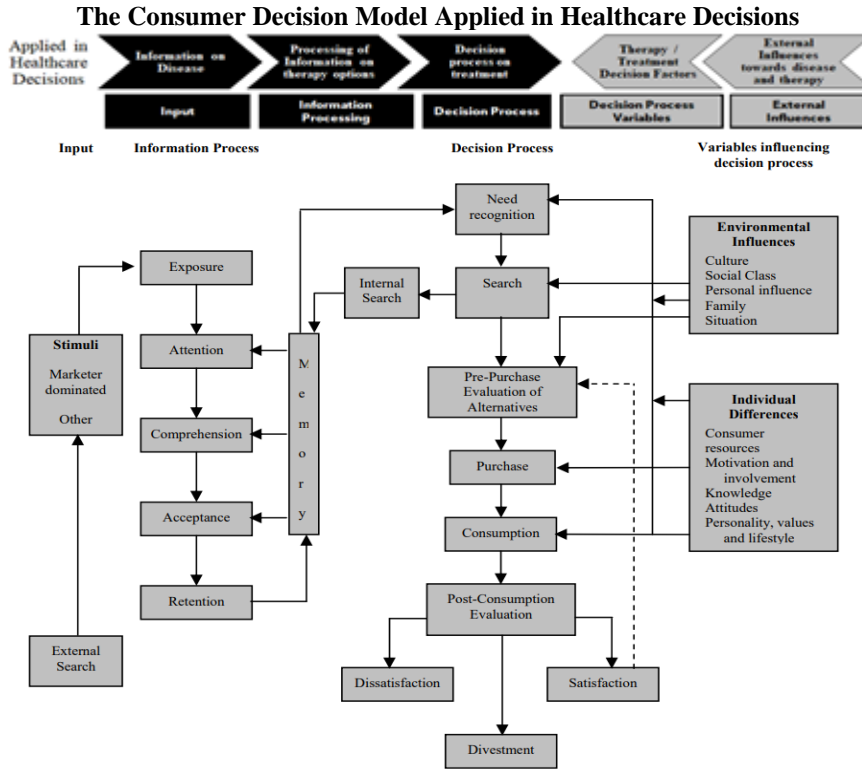 The Consumer Decision Model Applied in Healthcare Decisions
Applied in
Healthcare
Decisions
Information on
Disease
Processing of
Information on
therapy options
Decision
process on
treatment
Therapy /
Treatment
Decision Factors
External
Influences
towards disease
and therapy
Input
Information
Processing
Decision Process
Decision Process
Variables
External
Influences
Input
Information Process
Decision Process
Variables influencing
decision process
Need
recognition
Environmental
Influences
Culture
Social Class
Personal influence
Family
Situation
Exposure
Internal
Search
Search
Stimuli
Marketer
dominated
Other
Attention
M
e
m
o
r
y
Pre-Purchase
Evaluation of
Alternatives
Individual
Differences
Consumer
resources
Motivation and
involvement
Knowledge
Attitudes
Personality, values
and lifestyle
Comprehension
Purchase
Acceptance
Consumption
Retention
Post-Consumption
Evaluation
External
Search
Dissatisfaction
Satisfaction
Divestment